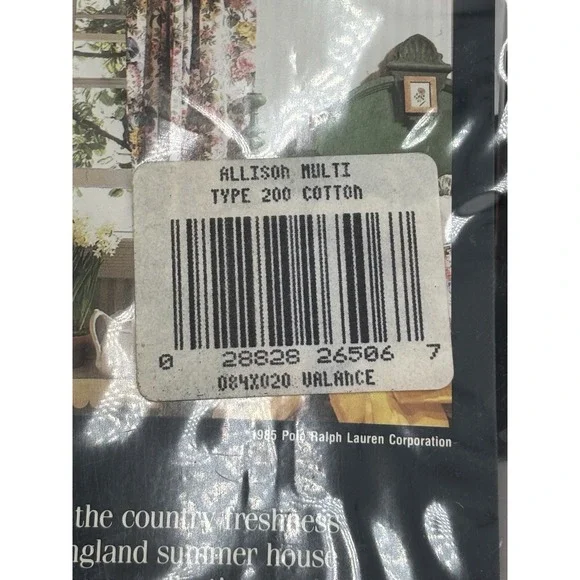 ALLISON MULTI
TYPE 200 COTTON
0 28828 26506 7
084X020 VALANCE
1985 Polo Ralph Lauren Corporation
the country freshness
ngland summer house